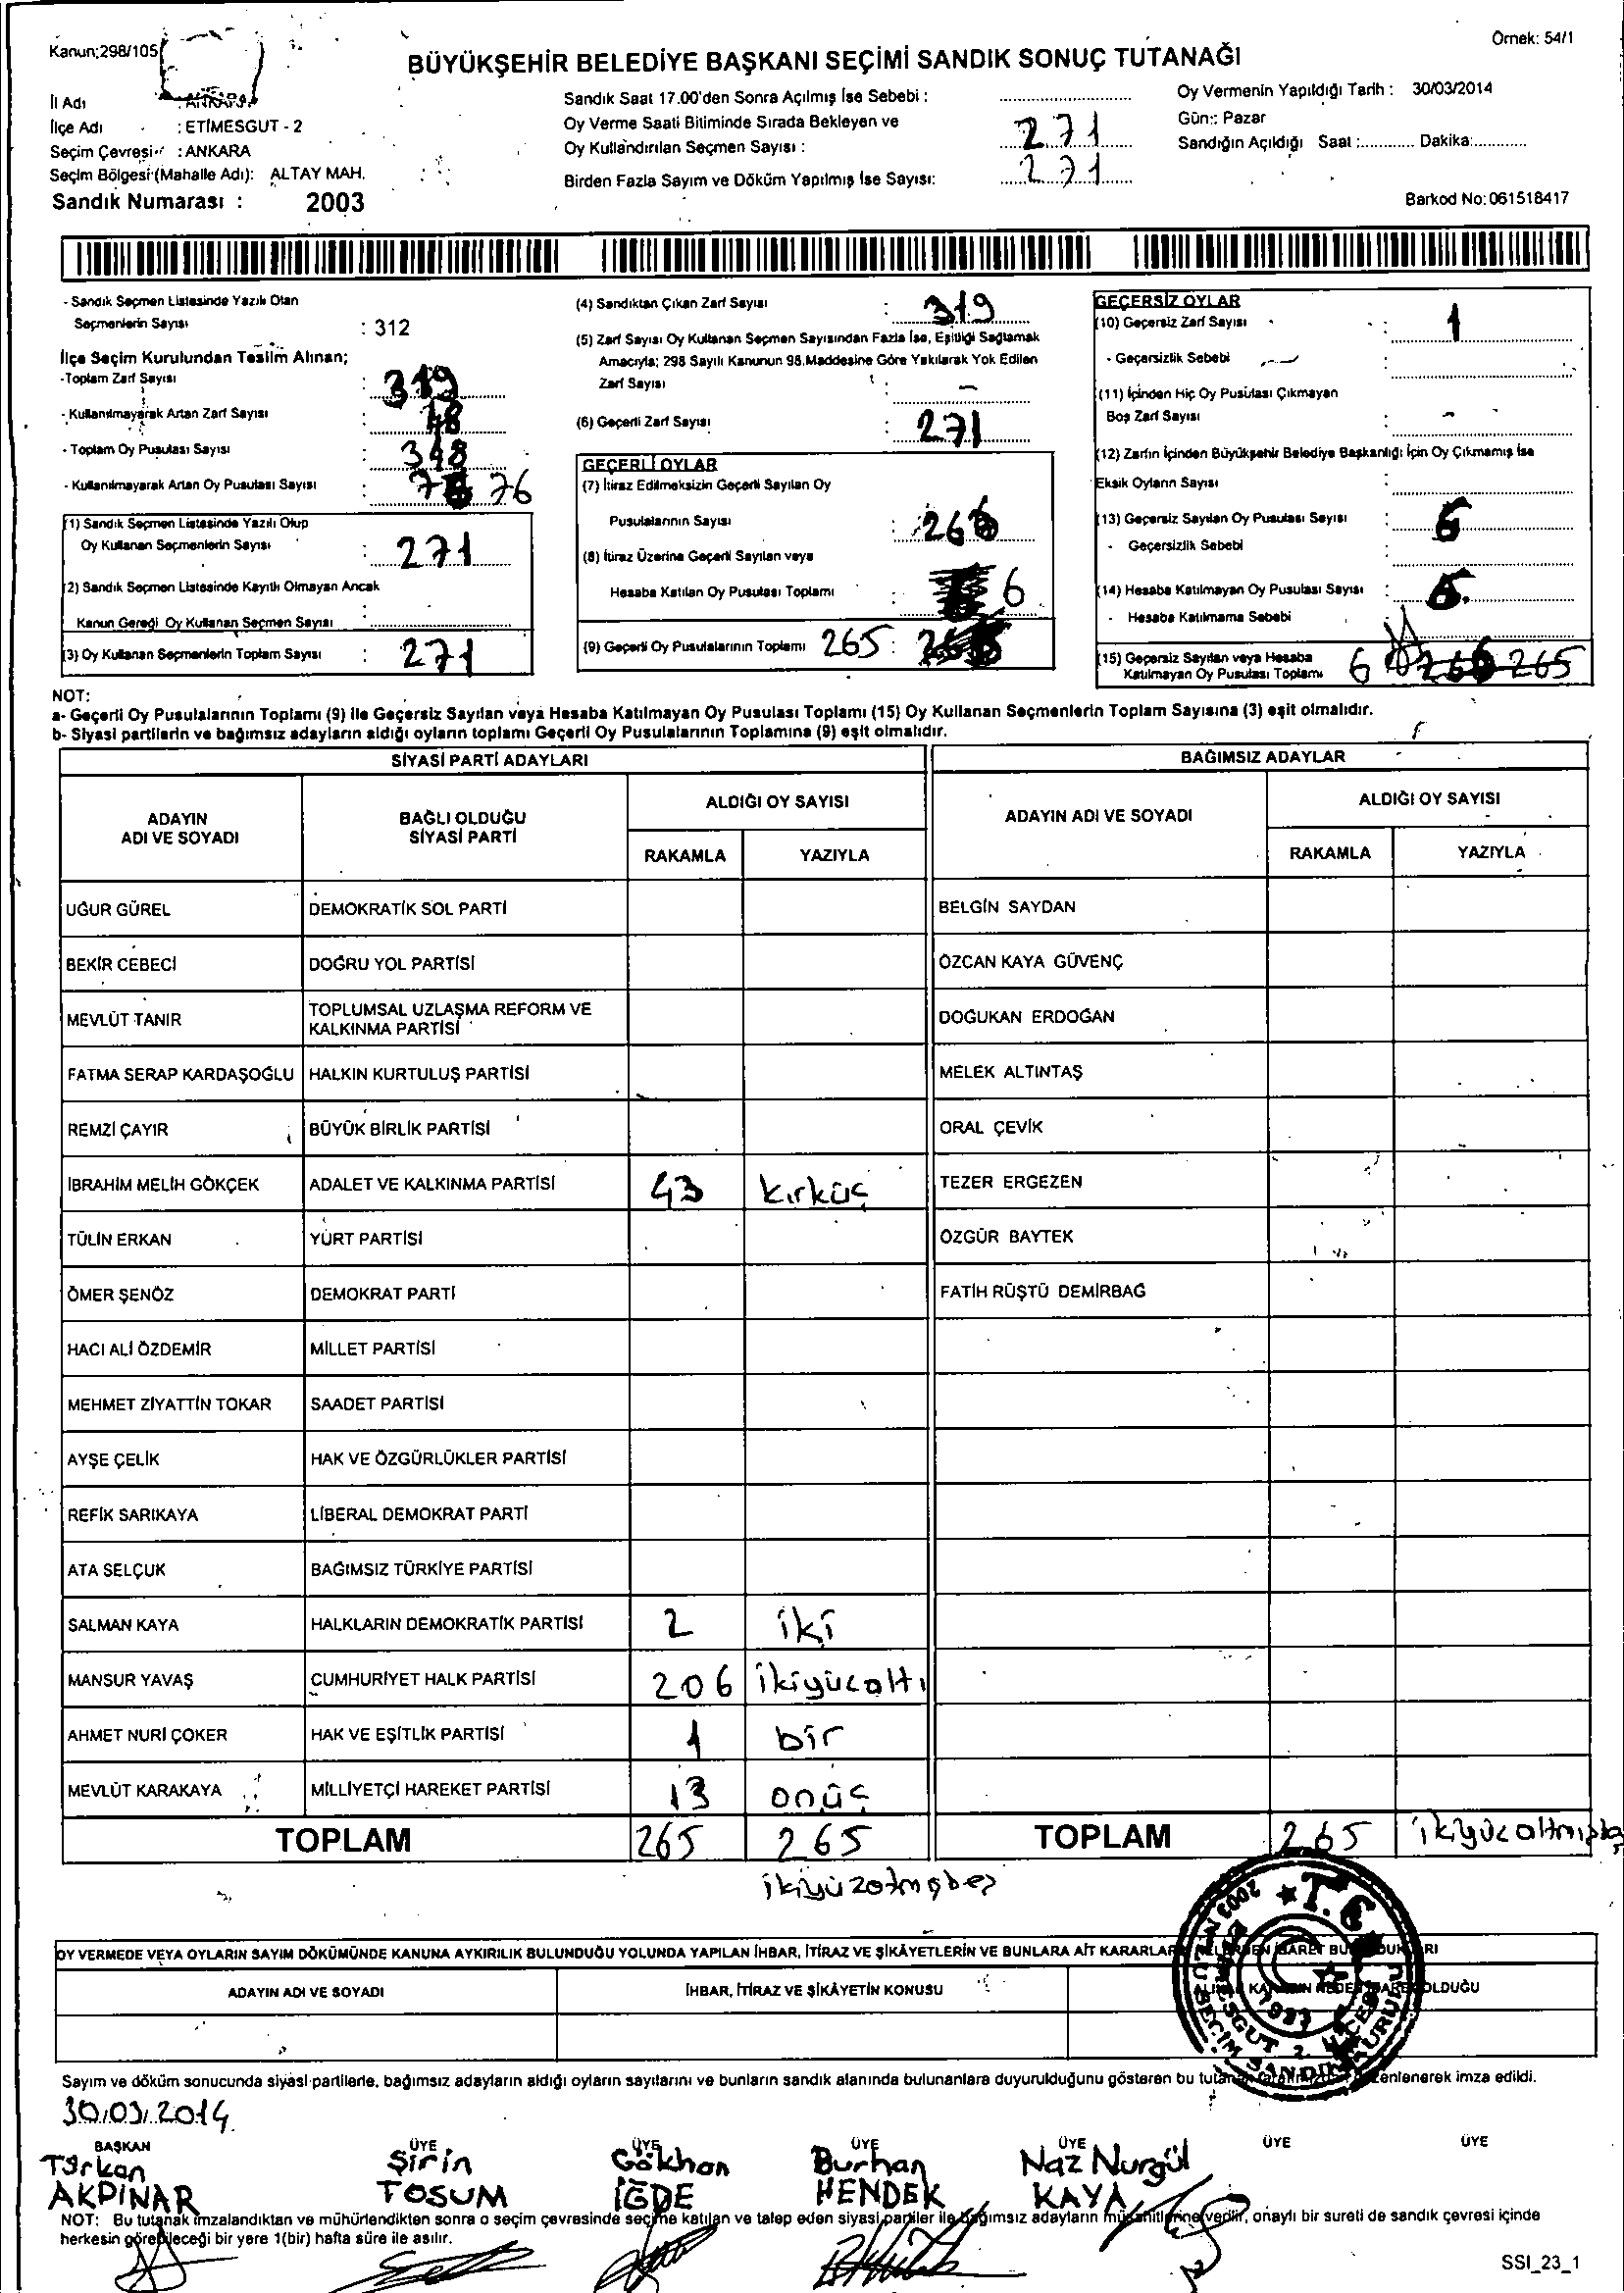 Kanun;298/105
Örnek: 54/1
BÜYÜKŞEHİR BELEDİYE BAŞKANI SEÇİMİ SANDIK SONUÇ TUTANAĞI
İl Adı : ANKARA
İlçe Adı : ETİMESGUT - 2
Seçim Çevresi : ANKARA
Seçim Bölgesi (Mahalle Adı): ALTAY MAH.
Sandık Numarası : 2003
Sandık Saat 17.00'den Sonra Açılmış İse Sebebi :
Oy Verme Saati Bitiminde Sırada Bekleyen ve
Oy Kullandırılan Seçmen Sayısı : 271
Birden Fazla Sayım ve Döküm Yapılmış İse Sayısı: 271
Oy Vermenin Yapıldığı Tarih : 30/03/2014
Gün:: Pazar
Sandığın Açıldığı Saat :............ Dakika:............
Barkod No: 061518417
- Sandık Seçmen Listesinde Yazılı Olan
Seçmenlerin Sayısı : 312
İlçe Seçim Kurulundan Teslim Alınan;
-Toplam Zarf Sayısı : 319
- Kullanılmayarak Artan Zarf Sayısı : 48
- Toplam Oy Pusulası Sayısı : 348
- Kullanılmayarak Artan Oy Pusulası Sayısı : 76
(1) Sandık Seçmen Listesinde Yazılı Olup
Oy Kullanan Seçmenlerin Sayısı : 271
(2) Sandık Seçmen Listesinde Kayıtlı Olmayan Ancak
Kanun Gereği Oy Kullanan Seçmen Sayısı :
(3) Oy Kullanan Seçmenlerin Toplam Sayısı : 271
(4) Sandıktan Çıkan Zarf Sayısı : 319
(5) Zarf Sayısı Oy Kullanan Seçmen Sayısından Fazla İse, Eşitliği Sağlamak
Amacıyla; 298 Sayılı Kanunun 98.Maddesine Göre Yakılarak Yok Edilen
Zarf Sayısı : -
(6) Geçerli Zarf Sayısı : 271
GEÇERLİ OYLAR
(7) İtiraz Edilmeksizin Geçerli Sayılan Oy
Pusulalarının Sayısı :
(8) İtiraz Üzerine Geçerli Sayılan veya
Hesaba Katılan Oy Pusulası Toplamı : 6
(9) Geçerli Oy Pusulalarının Toplamı 265 :
GEÇERSİZ OYLAR
(10) Geçersiz Zarf Sayısı : 1
- Geçersizlik Sebebi :
(11) İçinden Hiç Oy Pusulası Çıkmayan
Boş Zarf Sayısı : -
(12) Zarfın İçinden Büyükşehir Belediye Başkanlığı İçin Oy Çıkmamış İse
Eksik Oyların Sayısı :
(13) Geçersiz Sayılan Oy Pusulası Sayısı : 6
- Geçersizlik Sebebi :
(14) Hesaba Katılmayan Oy Pusulası Sayısı : 6.
- Hesaba Katılmama Sebebi :
(15) Geçersiz Sayılan veya Hesaba
Katılmayan Oy Pusulası Toplamı 6 265
NOT:
a- Geçerli Oy Pusulalarının Toplamı (9) ile Geçersiz Sayılan veya Hesaba Katılmayan Oy Pusulası Toplamı (15) Oy Kullanan Seçmenlerin Toplam Sayısına (3) eşit olmalıdır.
b- Siyasi partilerin ve bağımsız adayların aldığı oyların toplamı Geçerli Oy Pusulalarının Toplamına (9) eşit olmalıdır.
SİYASİ PARTİ ADAYLARI
BAĞIMSIZ ADAYLAR
ADAYIN
ADI VE SOYADI
BAĞLI OLDUĞU
SİYASİ PARTİ
ALDIĞI OY SAYISI
RAKAMLA YAZIYLA
ADAYIN ADI VE SOYADI
ALDIĞI OY SAYISI
RAKAMLA YAZIYLA
UĞUR GÜREL DEMOKRATİK SOL PARTİ BELGİN SAYDAN
BEKİR CEBECİ DOĞRU YOL PARTİSİ ÖZCAN KAYA GÜVENÇ
MEVLÜT TANIR TOPLUMSAL UZLAŞMA REFORM VE
KALKINMA PARTİSİ DOĞUKAN ERDOĞAN
FATMA SERAP KARDAŞOĞLU HALKIN KURTULUŞ PARTİSİ MELEK ALTINTAŞ
REMZİ ÇAYIR BÜYÜK BİRLİK PARTİSİ ORAL ÇEVİK
İBRAHİM MELİH GÖKÇEK ADALET VE KALKINMA PARTİSİ 43 kırküç TEZER ERGEZEN
TÜLİN ERKAN YURT PARTİSİ ÖZGÜR BAYTEK
ÖMER ŞENÖZ DEMOKRAT PARTİ FATİH RÜŞTÜ DEMİRBAĞ
HACI ALİ ÖZDEMİR MİLLET PARTİSİ
MEHMET ZİYATTİN TOKAR SAADET PARTİSİ
AYŞE ÇELİK HAK VE ÖZGÜRLÜKLER PARTİSİ
REFİK SARIKAYA LİBERAL DEMOKRAT PARTİ
ATA SELÇUK BAĞIMSIZ TÜRKİYE PARTİSİ
SALMAN KAYA HALKLARIN DEMOKRATİK PARTİSİ 2 iki
MANSUR YAVAŞ CUMHURİYET HALK PARTİSİ 206 ikiyüzaltı
AHMET NURİ ÇOKER HAK VE EŞİTLİK PARTİSİ 1 bir
MEVLÜT KARAKAYA MİLLİYETÇİ HAREKET PARTİSİ 13 onüç
TOPLAM 265 265 TOPLAM 265
ikiyüzatmışbeş
OY VERMEDE VEYA OYLARIN SAYIM DÖKÜMÜNDE KANUNA AYKIRILIK BULUNDUĞU YOLUNDA YAPILAN İHBAR, İTİRAZ VE ŞİKÂYETLERİN VE BUNLARA AİT
ADAYIN ADI VE SOYADI İHBAR, İTİRAZ VE ŞİKÂYETİN KONUSU OLDUĞU
Sayım ve döküm sonucunda siyasi partilerle, bağımsız adayların aldığı oyların sayılarını ve bunların sandık alanında bulunanlara duyurulduğunu gösteren bu imza edildi.
30.03.2014
BAŞKAN ÜYE ÜYE ÜYE ÜYE ÜYE ÜYE
Türkan Şirin Gökhan Burhan Naz Nurgül
AKPINAR TOSUM İĞDE HENDEK KAYA
NOT: Bu tutanak imzalandıktan ve mühürlendikten sonra o seçim çevresinde seçime katılan ve talep eden siyasi partiler ile bağımsız adayların müşahitlerine verilir, onaylı bir sureti de sandık çevresi içinde
herkesin görebileceği bir yere 1(bir) hafta süre ile asılır.
SSI_23_1